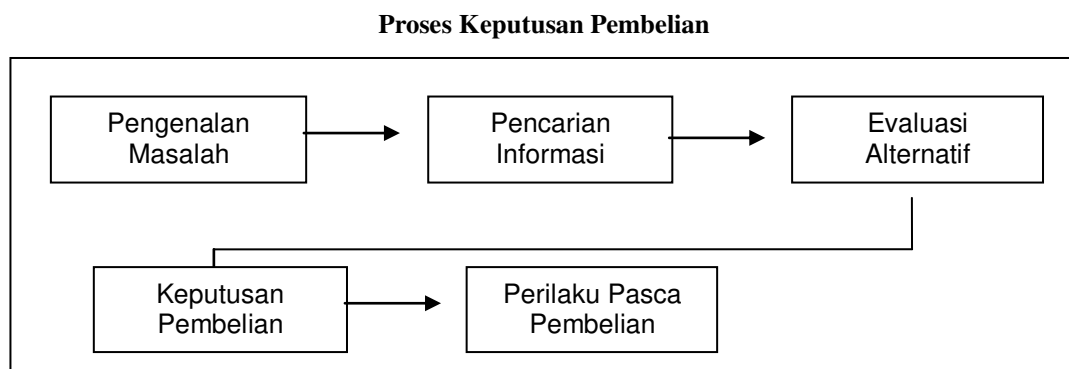 Proses Keputusan Pembelian
Pengenalan
Masalah
Pencarian
Informasi
Evaluasi
Alternatif
Keputusan
Pembelian
Perilaku Pasca
Pembelian